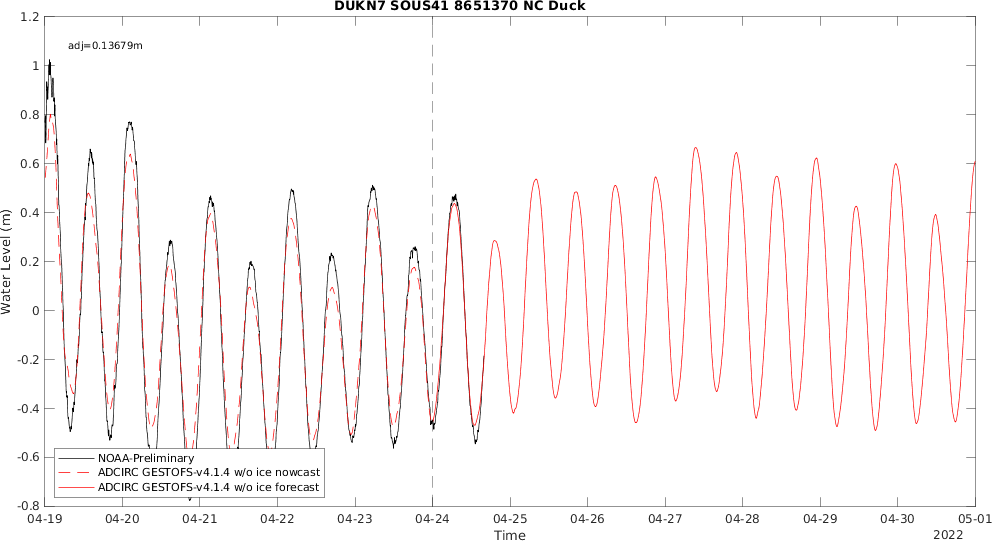 DUKN7 SOUS41 8651370 NC Duck
adj=0.13679m
1.2
1
0.8
0.6
0.4
0.2
0
-0.2
-0.4
-0.6
-0.8
Water Level (m)
NOAA-Preliminary
ADCIRC GESTOFS-v4.1.4 w/o ice nowcast
ADCIRC GESTOFS-v4.1.4 w/o ice forecast
04-19 04-20 04-21 04-22 04-23 04-24 04-25 04-26 04-27 04-28 04-29 04-30 05-01
Time
2022